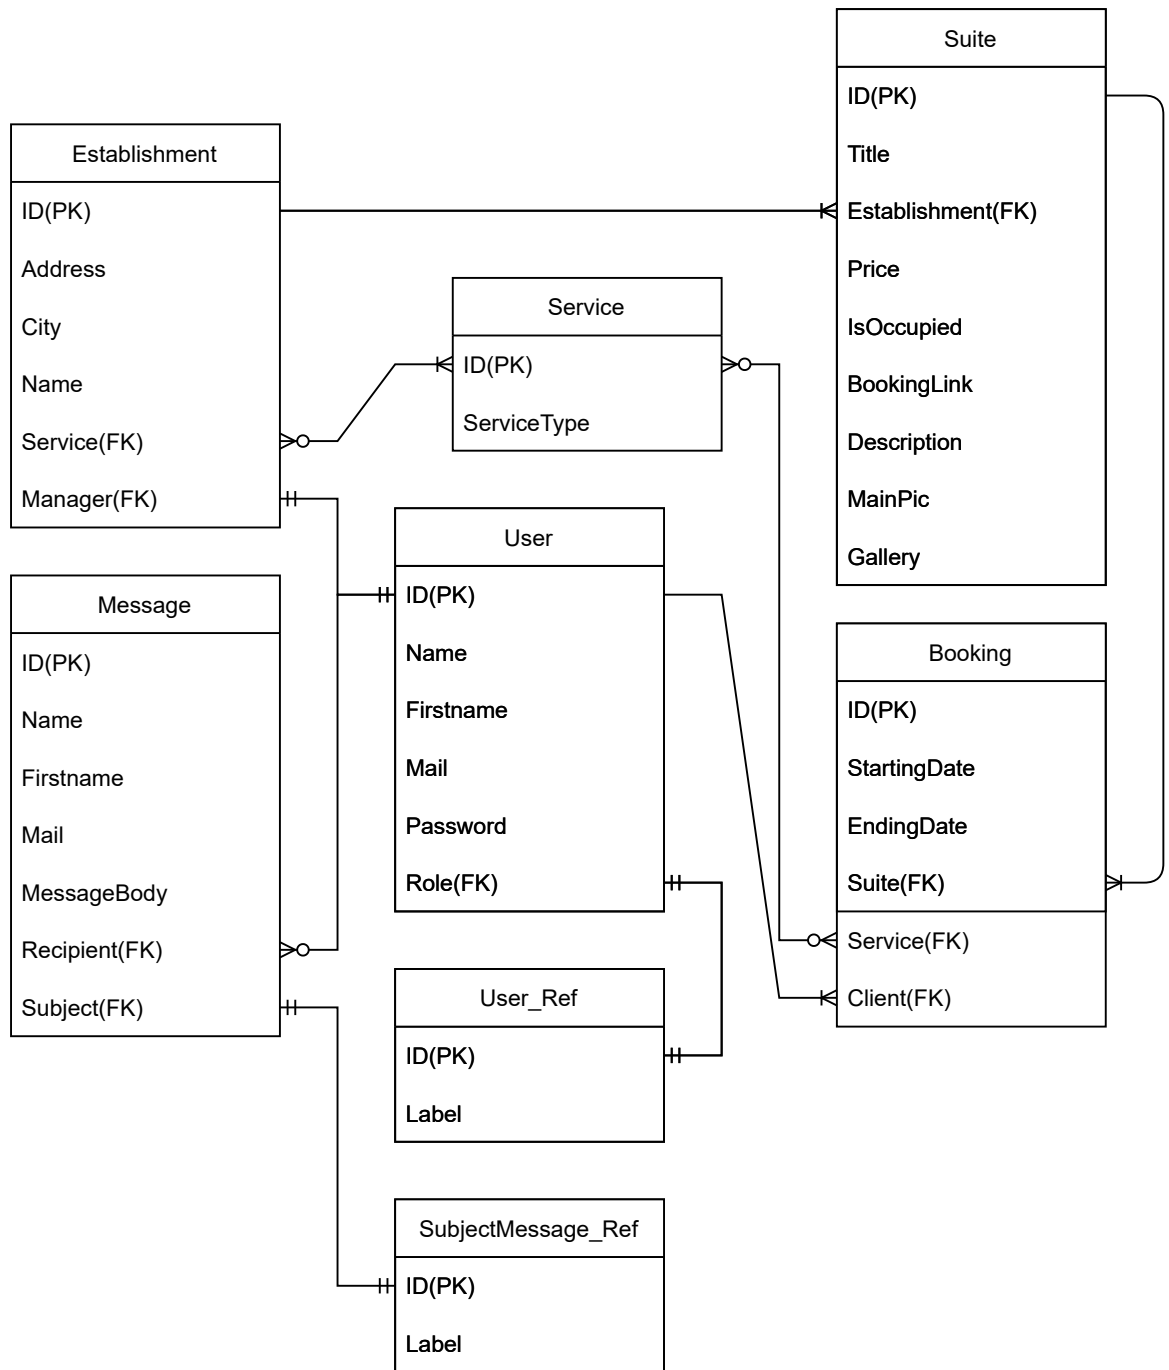 Suite
ID(PK)
Title
Establishment(FK)
Price
IsOccupied
BookingLink
Description
MainPic
Gallery
Establishment
ID(PK)
Address
City
Name
Service(FK)
Manager(FK)
Service
ID(PK)
ServiceType
User
ID(PK)
Name
Firstname
Mail
Password
Role(FK)
Message
ID(PK)
Name
Firstname
Mail
MessageBody
Recipient(FK)
Subject(FK)
Booking
ID(PK)
StartingDate
EndingDate
Suite(FK)
Service(FK)
Client(FK)
User_Ref
ID(PK)
Label
SubjectMessage_Ref
ID(PK)
Label